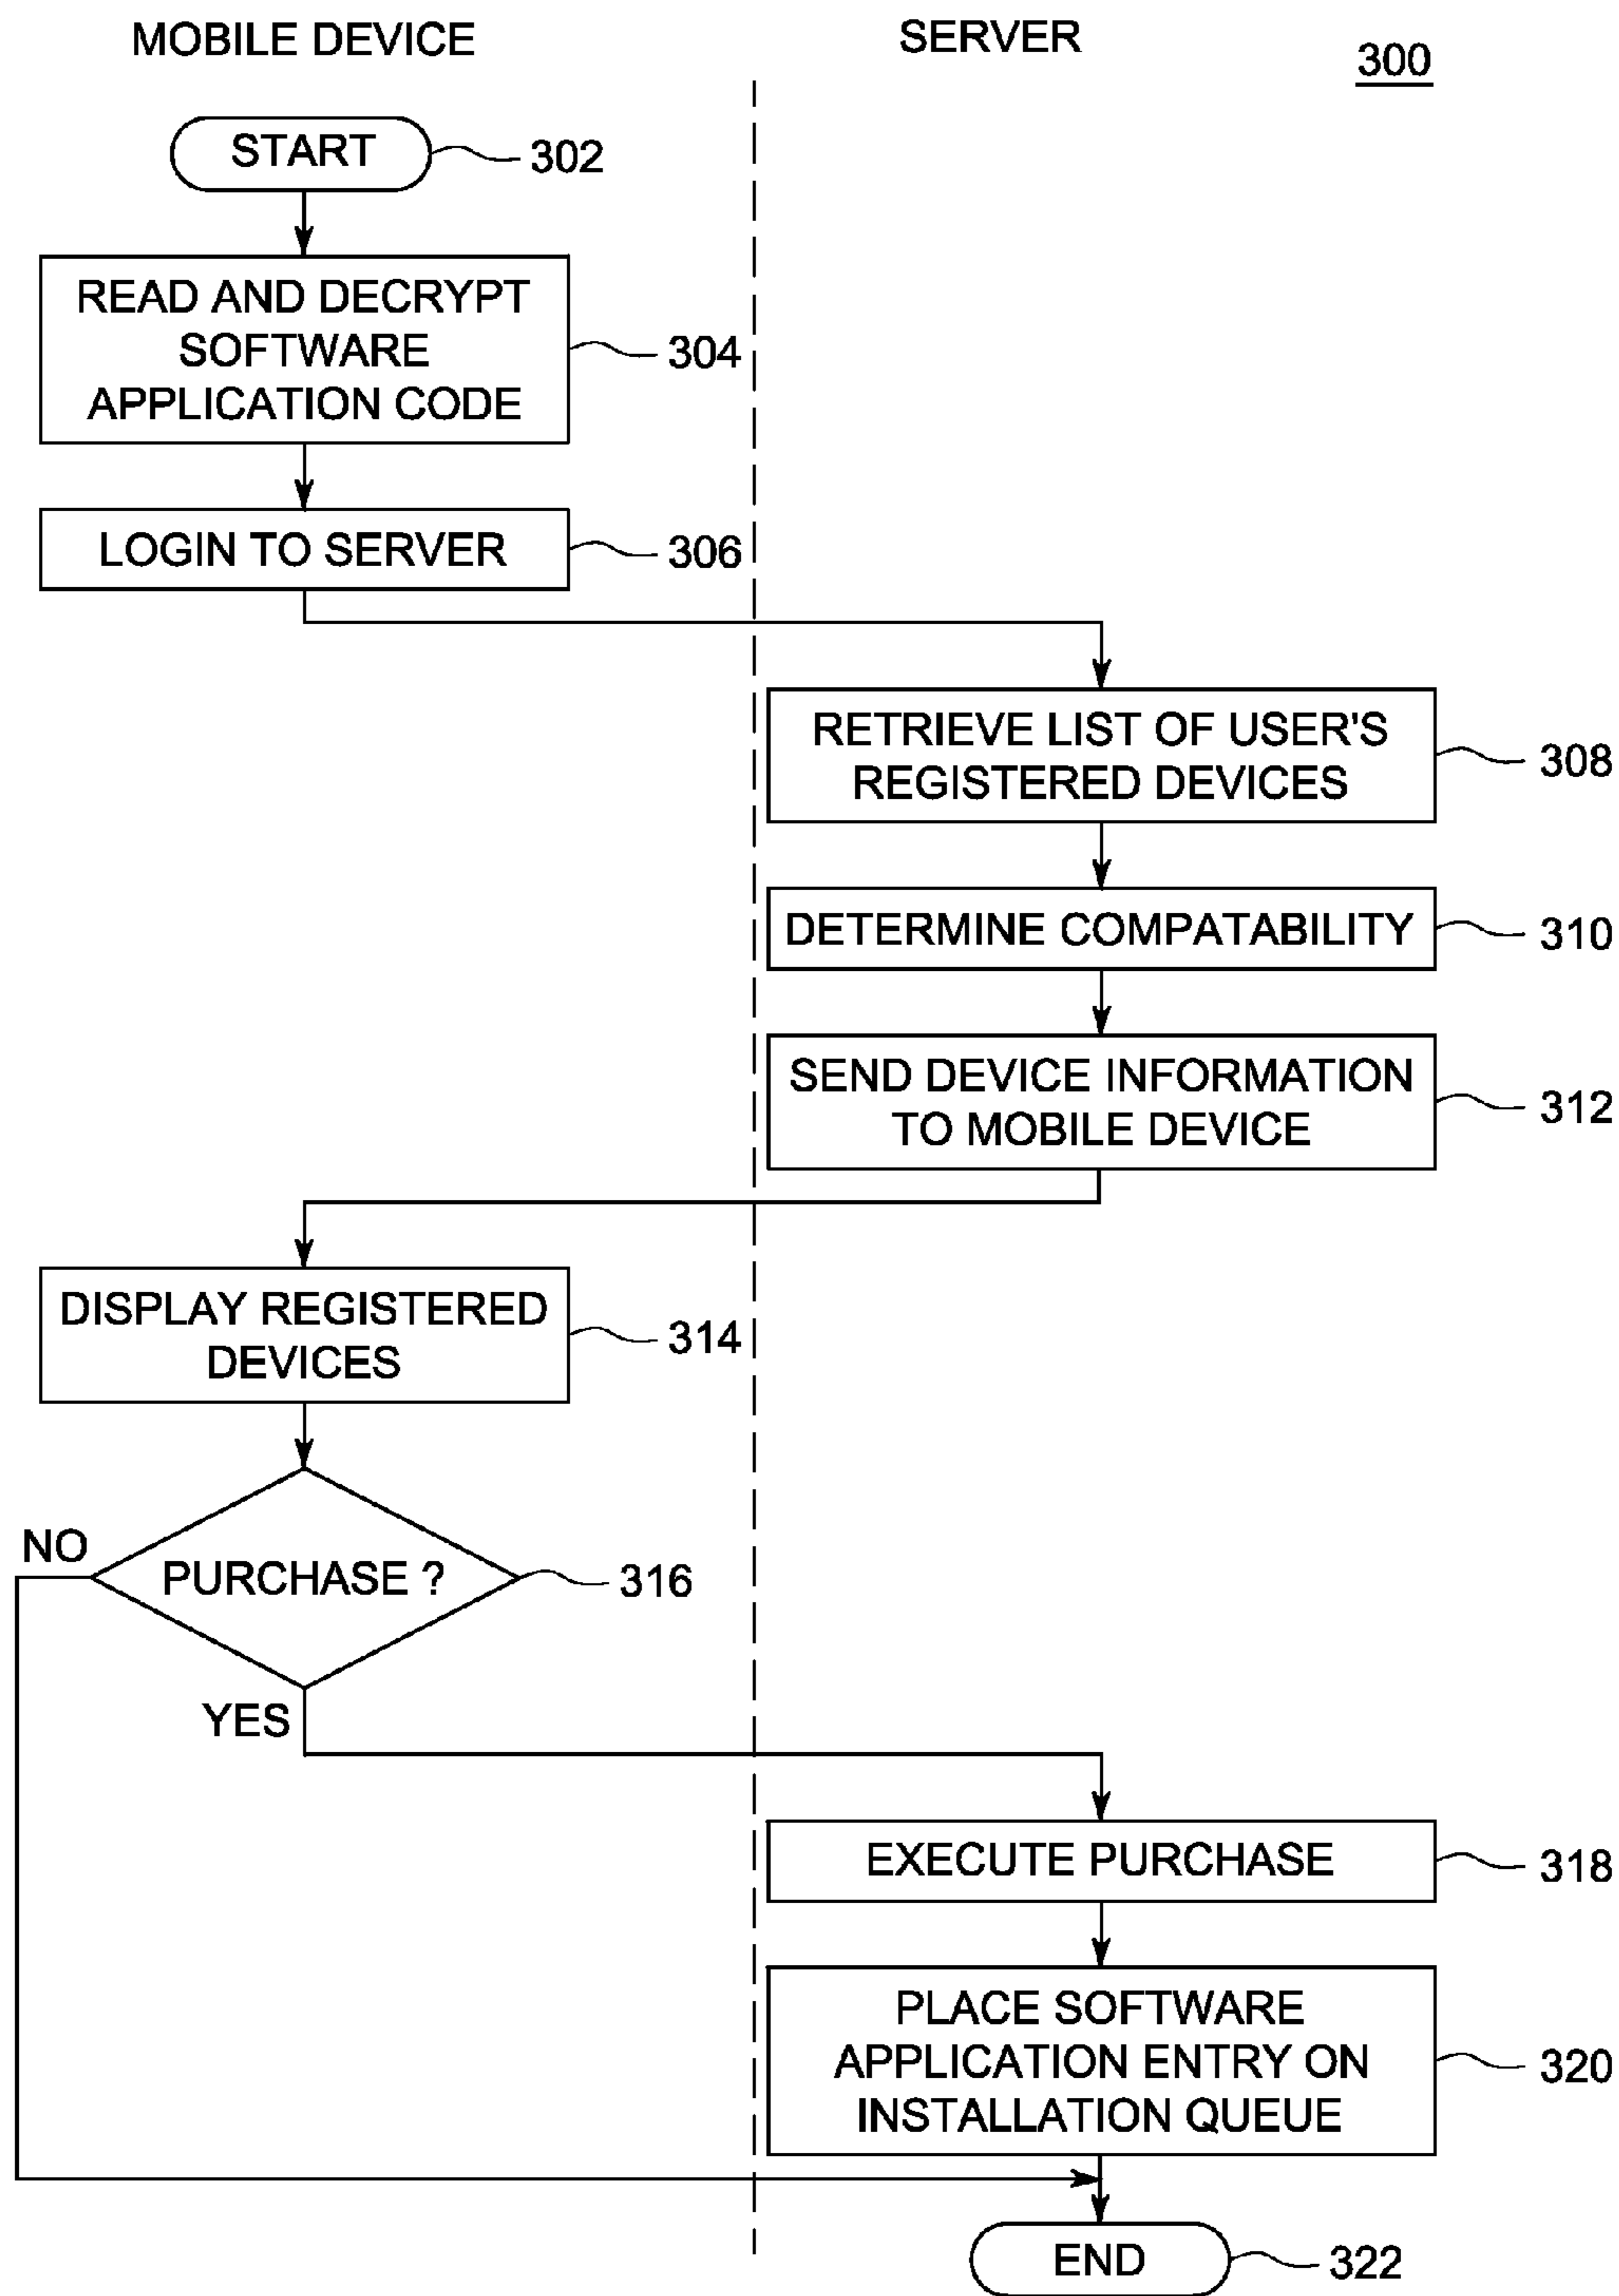 MOBILE DEVICE
SERVER
300
START
302
READ AND DECRYPT
SOFTWARE
APPLICATION CODE
304
LOGIN TO SERVER
306
RETRIEVE LIST OF USER'S
REGISTERED DEVICES
308
DETERMINE COMPATABILITY
310
SEND DEVICE INFORMATION
TO MOBILE DEVICE
312
DISPLAY REGISTERED
DEVICES
314
NO
PURCHASE ?
316
YES
EXECUTE PURCHASE
318
PLACE SOFTWARE
APPLICATION ENTRY ON
INSTALLATION QUEUE
320
END
322